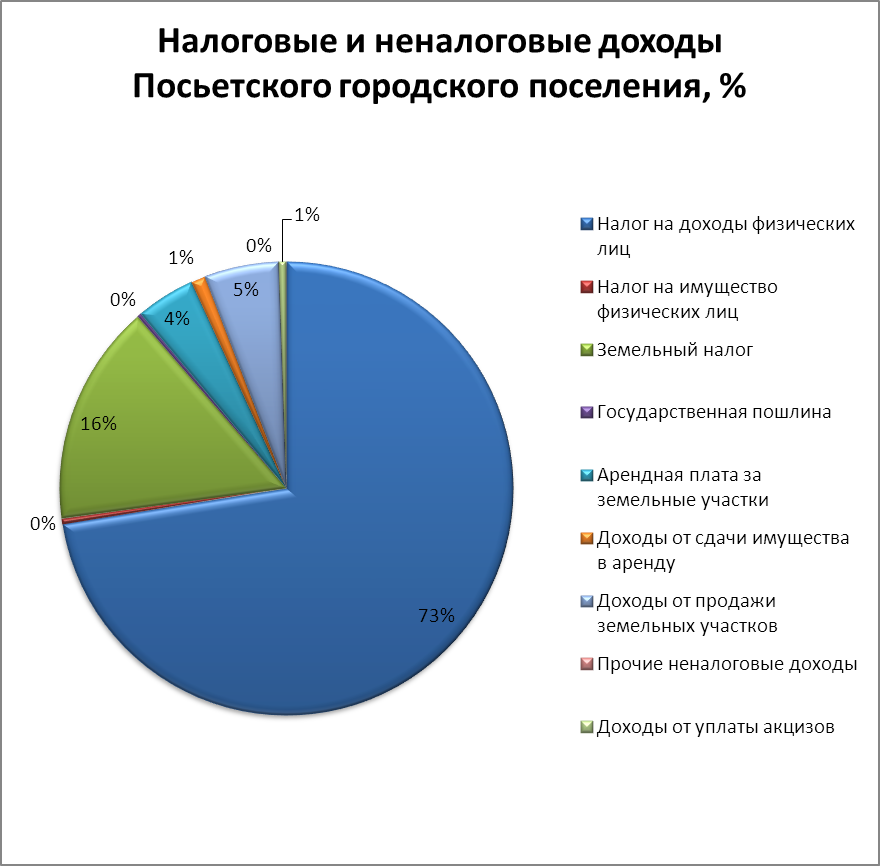 Налоговые и неналоговые доходы
Посьетского городского поселения, %
1%
0%
1%
5%
0%
4%
16%
0%
73%
Налог на доходы физических
лиц
Налог на имущество
физических лиц
Земельный налог
Государственная пошлина
Арендная плата за
земельные участки
Доходы от сдачи имущества
в аренду
Доходы от продажи
земельных участков
Прочие неналоговые доходы
Доходы от уплаты акцизов